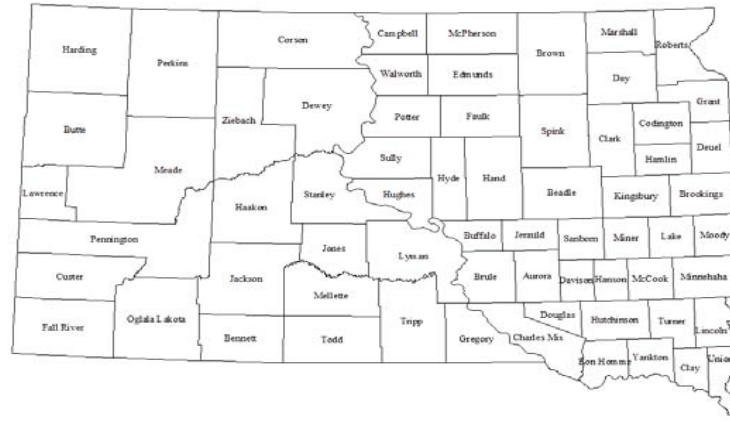 Harding
Perkins
Corson
Campbell
McPherson
Brown
Marshall
Roberts
Walworth
Edmunds
Day
Butte
Ziebach
Dewey
Potter
Faulk
Spink
Clark
Codington
Grant
Hamlin
Deuel
Meade
Sully
Hyde
Hand
Lawrence
Haakon
Stanley
Hughes
Beadle
Kingsbury
Brookings
Pennington
Jones
Lyman
Buffalo
Jerauld
Sanborn
Miner
Lake
Moody
Custer
Jackson
Brule
Aurora
Davison
Hanson
McCook
Minnehaha
Mellette
Fall River
Oglala Lakota
Bennett
Todd
Tripp
Gregory
Charles Mix
Douglas
Hutchinson
Turner
Lincoln
Bon Homme
Yankton
Clay
Union